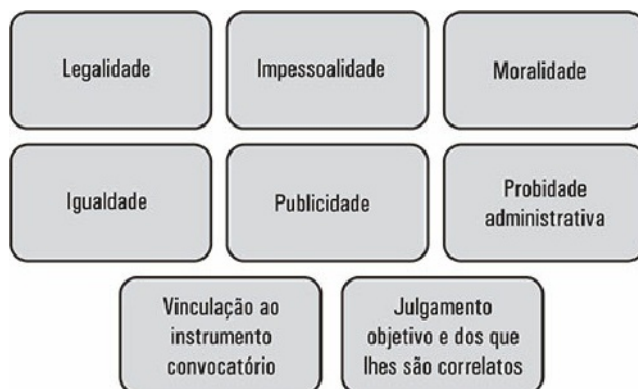 Legalidade
Impessoalidade
Moralidade
Igualdade
Publicidade
Probidade
administrativa
Vinculação ao
instrumento
convocatório
Julgamento
objetivo e dos que
lhes são correlatos